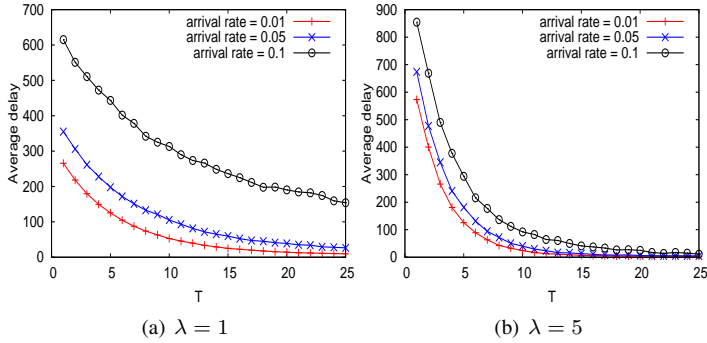 700
600
500
400
300
200
100
0
Average delay
arrival rate = 0.01
arrival rate = 0.05
arrival rate = 0.1
0 5 10 15 20 25
T
(a) λ = 1
900
800
700
600
500
400
300
200
100
0
Average delay
arrival rate = 0.01
arrival rate = 0.05
arrival rate = 0.1
0 5 10 15 20 25
T
(b) λ = 5